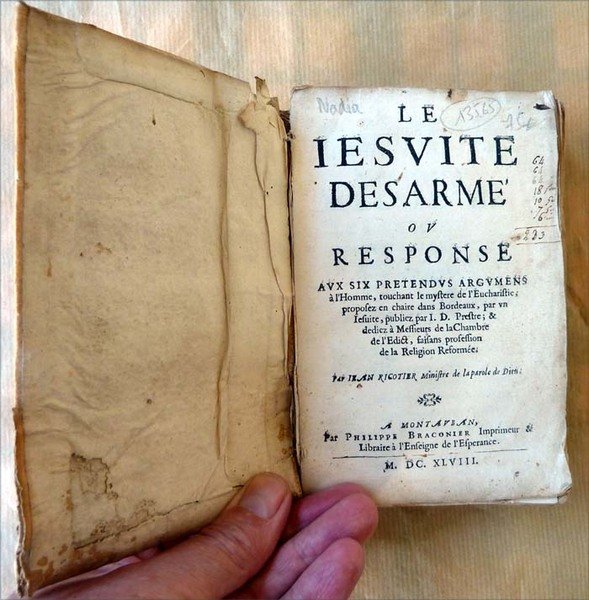 Nadia
13565
LE
IESVITE
DESARME'
OV
RESPONSE
AVX SIX PRETENDVS ARGVMENS
à l'Homme, touchant le mystere de l'Eucharistie;
proposez en chaire dans Bordeaux, par vn
Iesuite, publiez par I. D. Prestre; &
dediez à Messieurs de la Chambre
de l'Edict, faisans profession
de la Religion Reformée;
Par IEAN RICOTIER Ministre de la parole de Dieu;
A MONTAVBAN,
Par PHILIPPE BRACONIER Imprimeur &
Libraire à l'Enseigne de l'Esperance.
M. DC. XLVIII.